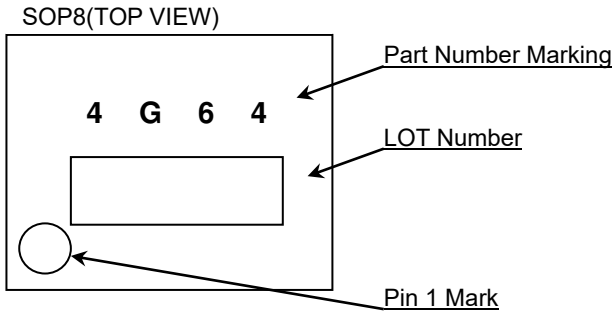 SOP8(TOP VIEW)
Part Number Marking
4 G 6 4
LOT Number
Pin 1 Mark